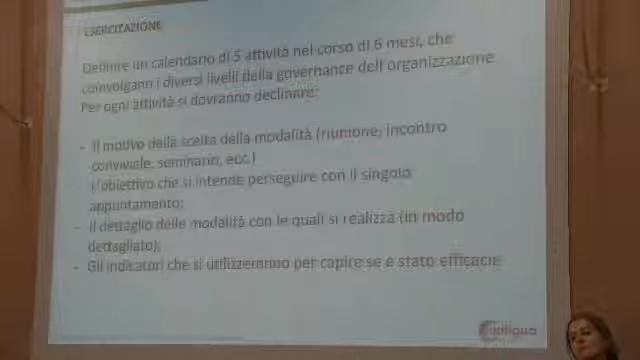 ESERCITAZIONE
Definire un calendario di 5 attività nel corso di 6 mesi, che
coinvolgano i diversi livelli della governance dell'organizzazione
Per ogni attività si dovranno declinare:
- Il motivo della scelta della modalità (riunione, incontro
conviviale, seminario, ecc.)
- L'obiettivo che si intende perseguire con il singolo
appuntamento;
- Il dettaglio delle modalità con le quali si realizza (in modo
dettagliato);
- Gli indicatori che si utilizzeranno per capire se è stato efficacie